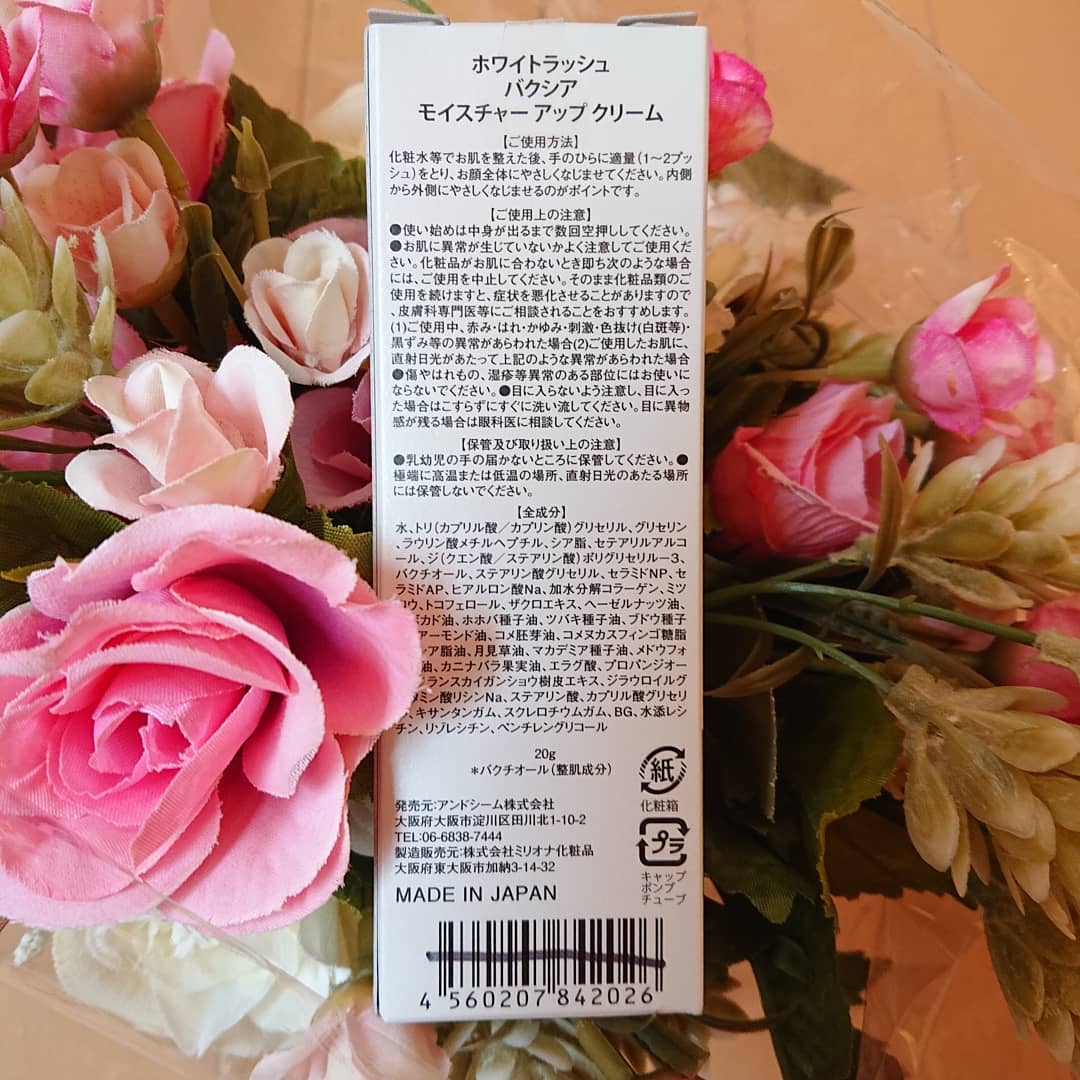 ホワイトラッシュ
バクシア
モイスチャー アップ クリーム
【ご使用方法】
化粧水等でお肌を整えた後、手のひらに適量（1〜2プッ
シュ）をとり、お顔全体にやさしくなじませてください。内側
から外側にやさしくなじませるのがポイントです。
【ご使用上の注意】
●使い始めは中身が出るまで数回空押ししてください。
●お肌に異常が生じていないかよく注意してご使用くだ
さい。化粧品がお肌に合わないとき即ち次のような場合
には、ご使用を中止してください。そのまま化粧品類のご
使用を続けますと、症状を悪化させることがありますので
、皮膚科専門医等にご相談されることをおすすめします。
(1)ご使用中、赤み・はれ・かゆみ・刺激・色抜け(白斑等)・
黒ずみ等の異常があらわれた場合(2)ご使用したお肌に、
直射日光があたって上記のような異常があらわれた場合
●傷やはれもの、湿疹等異常のある部位にはお使いに
ならないでください。●目に入らないよう注意し、目に入っ
た場合はこすらずにすぐに洗い流してください。目に異物
感が残る場合は眼科医に相談してください。
【保管及び取り扱い上の注意】
●乳幼児の手の届かないところに保管してください。●
極端に高温または低温の場所、直射日光のあたる場所
には保管しないでください。
【全成分】
水、トリ（カプリル酸／カプリン酸）グリセリル、グリセリン
、ラウリン酸メチルヘプチル、シア脂、セテアリルアルコ
ール、ジ（クエン酸／ステアリン酸）ポリグリセリル－3、
バクチオール、ステアリン酸グリセリル、セラミドNP、セ
ラミドAP、ヒアルロン酸Na、加水分解コラーゲン、ミツ
ロウ、トコフェロール、ザクロエキス、ヘーゼルナッツ油、
ボカド油、ホホバ種子油、ツバキ種子油、ブドウ種子
アーモンド油、コメ胚芽油、コメヌカスフィンゴ糖脂
シア脂油、月見草油、マカデミア種子油、メドウフォ
油、カニナバラ果実油、エラグ酸、プロパンジオー
フランスカイガンショウ樹皮エキス、ジラウロイルグ
タミン酸リシンNa、ステアリン酸、カプリル酸グリセリ
、キサンタンガム、スクレロチウムガム、BG、水添レシ
チン、リゾレシチン、ペンチレングリコール
20g
＊バクチオール（整肌成分）
発売元：アンドシーム株式会社
大阪府大阪市淀川区田川北1-10-2
TEL:06-6838-7444
製造販売元：株式会社ミリオナ化粧品
大阪府東大阪市加納3-14-32
MADE IN JAPAN
紙
化粧箱
プラ
キャップ
ポンプ
チューブ
4 560207 842026